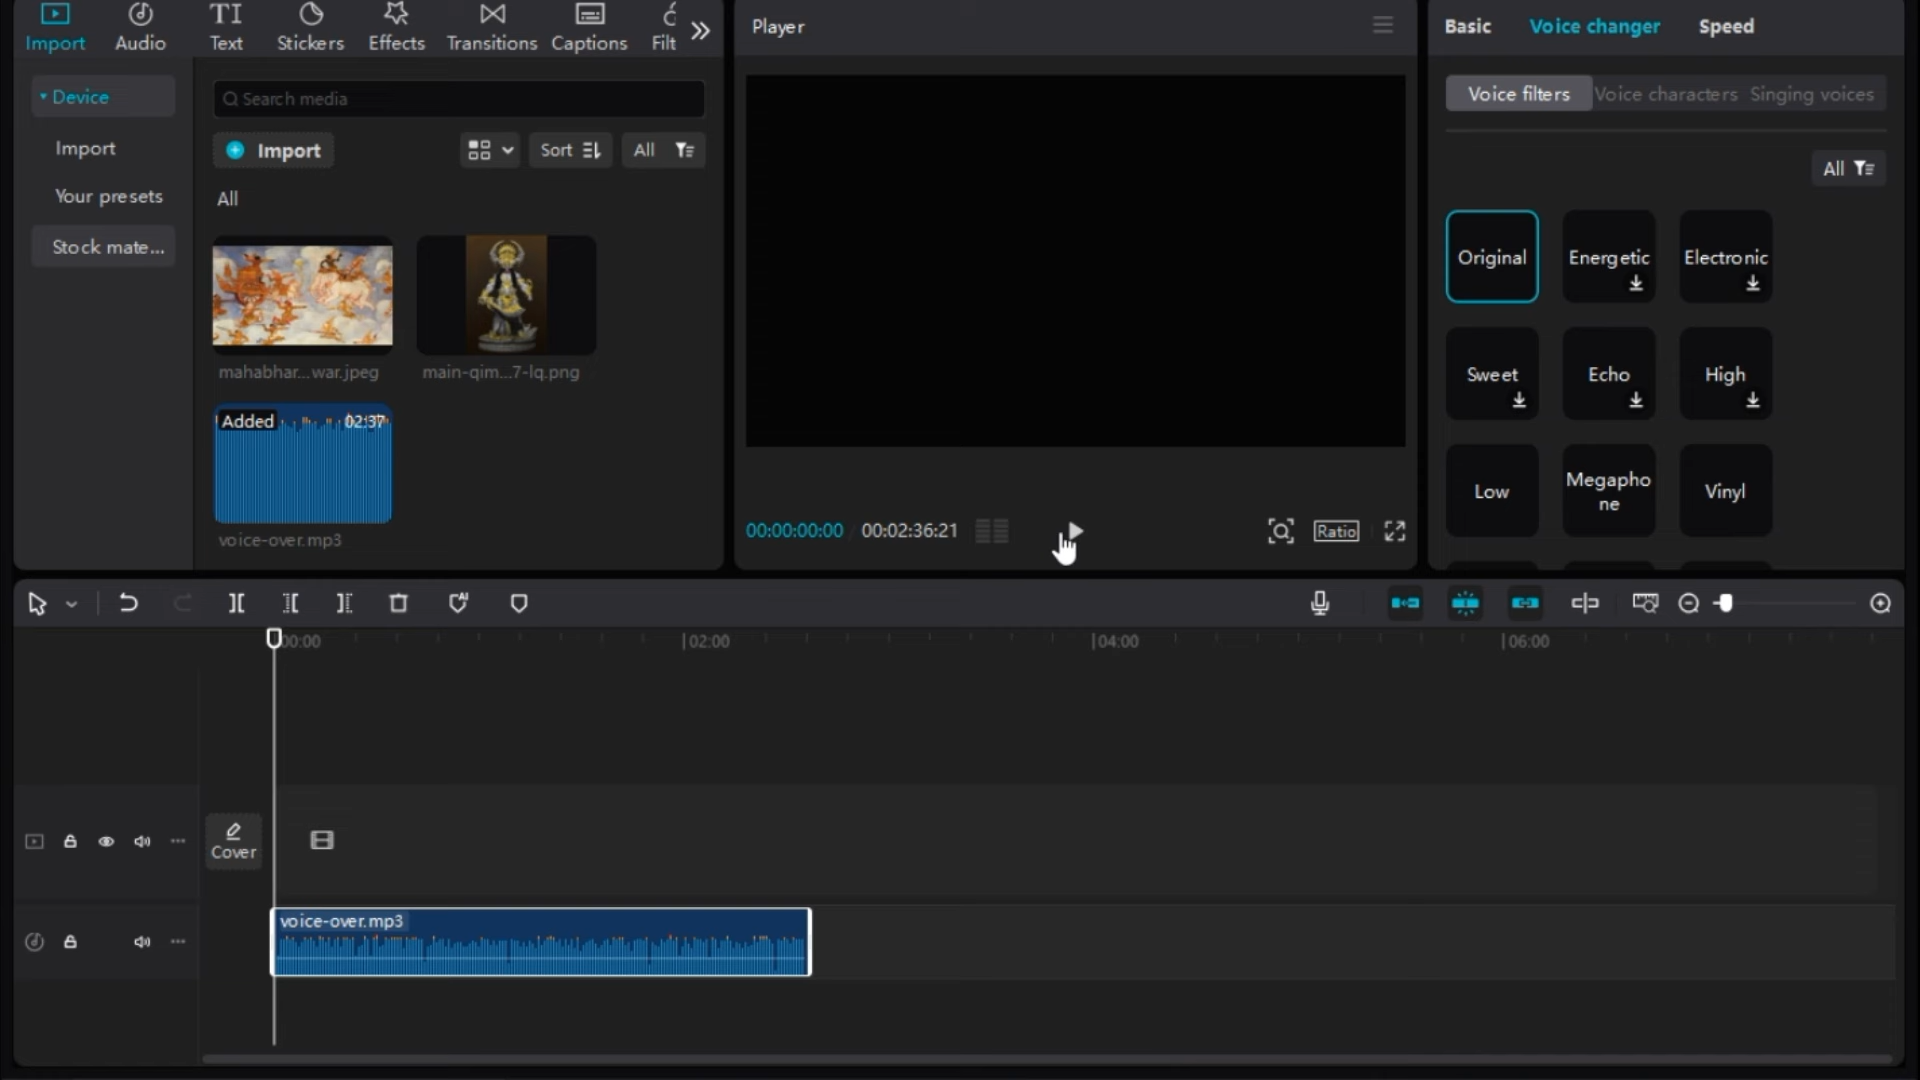 Import
Audio
Text
Stickers
Effects
Transitions
Captions
Filt
Player
Basic
Voice changer
Speed
Device
Import
Your presets
Stock mate...
Search media
Import
Sort
All
All
mahabhar...war.jpeg
main-qim...7-lq.png
Added
02:37
voice-over.mp3
00:00:00:00
00:02:36:21
Ratio
Voice filters
Voice characters
Singing voices
All
Original
Energetic
Electronic
Sweet
Echo
High
Low
Megapho
ne
Vinyl
00:00
02:00
04:00
06:00
Cover
voice-over.mp3